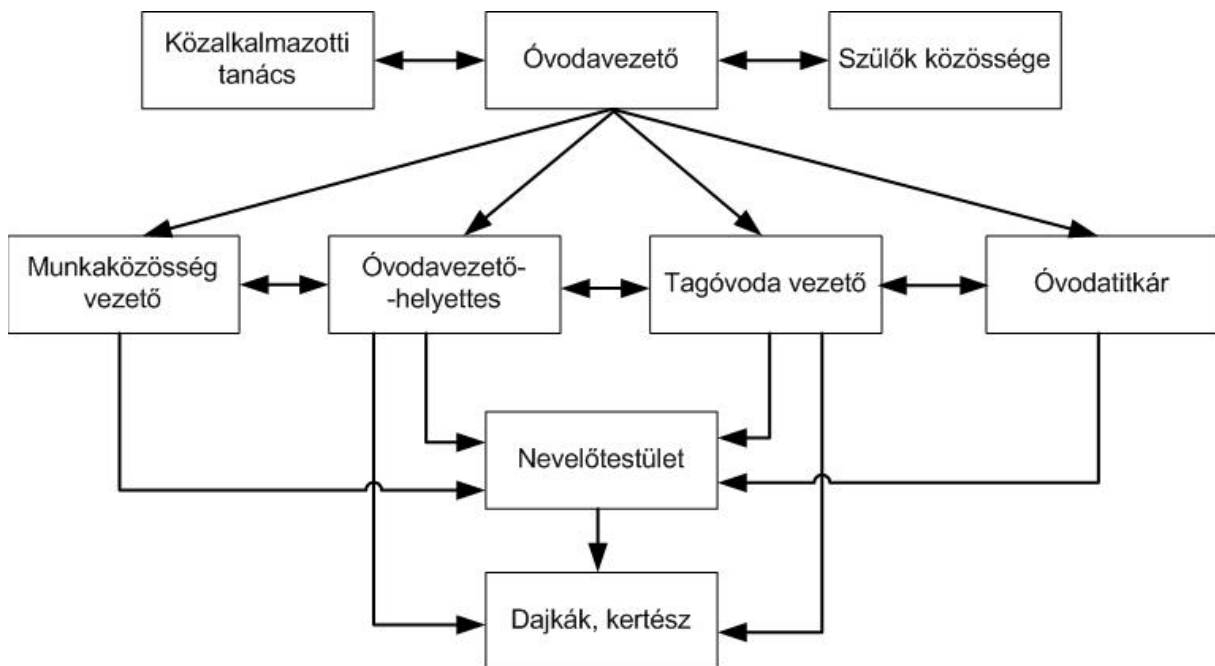 Közalkalmazotti
tanács
Óvodavezető
Szülők közössége
Munkaközösség
vezető
Óvodavezető-
-helyettes
Tagóvoda vezető
Óvodatitkár
Nevelőtestület
Dajkák, kertész